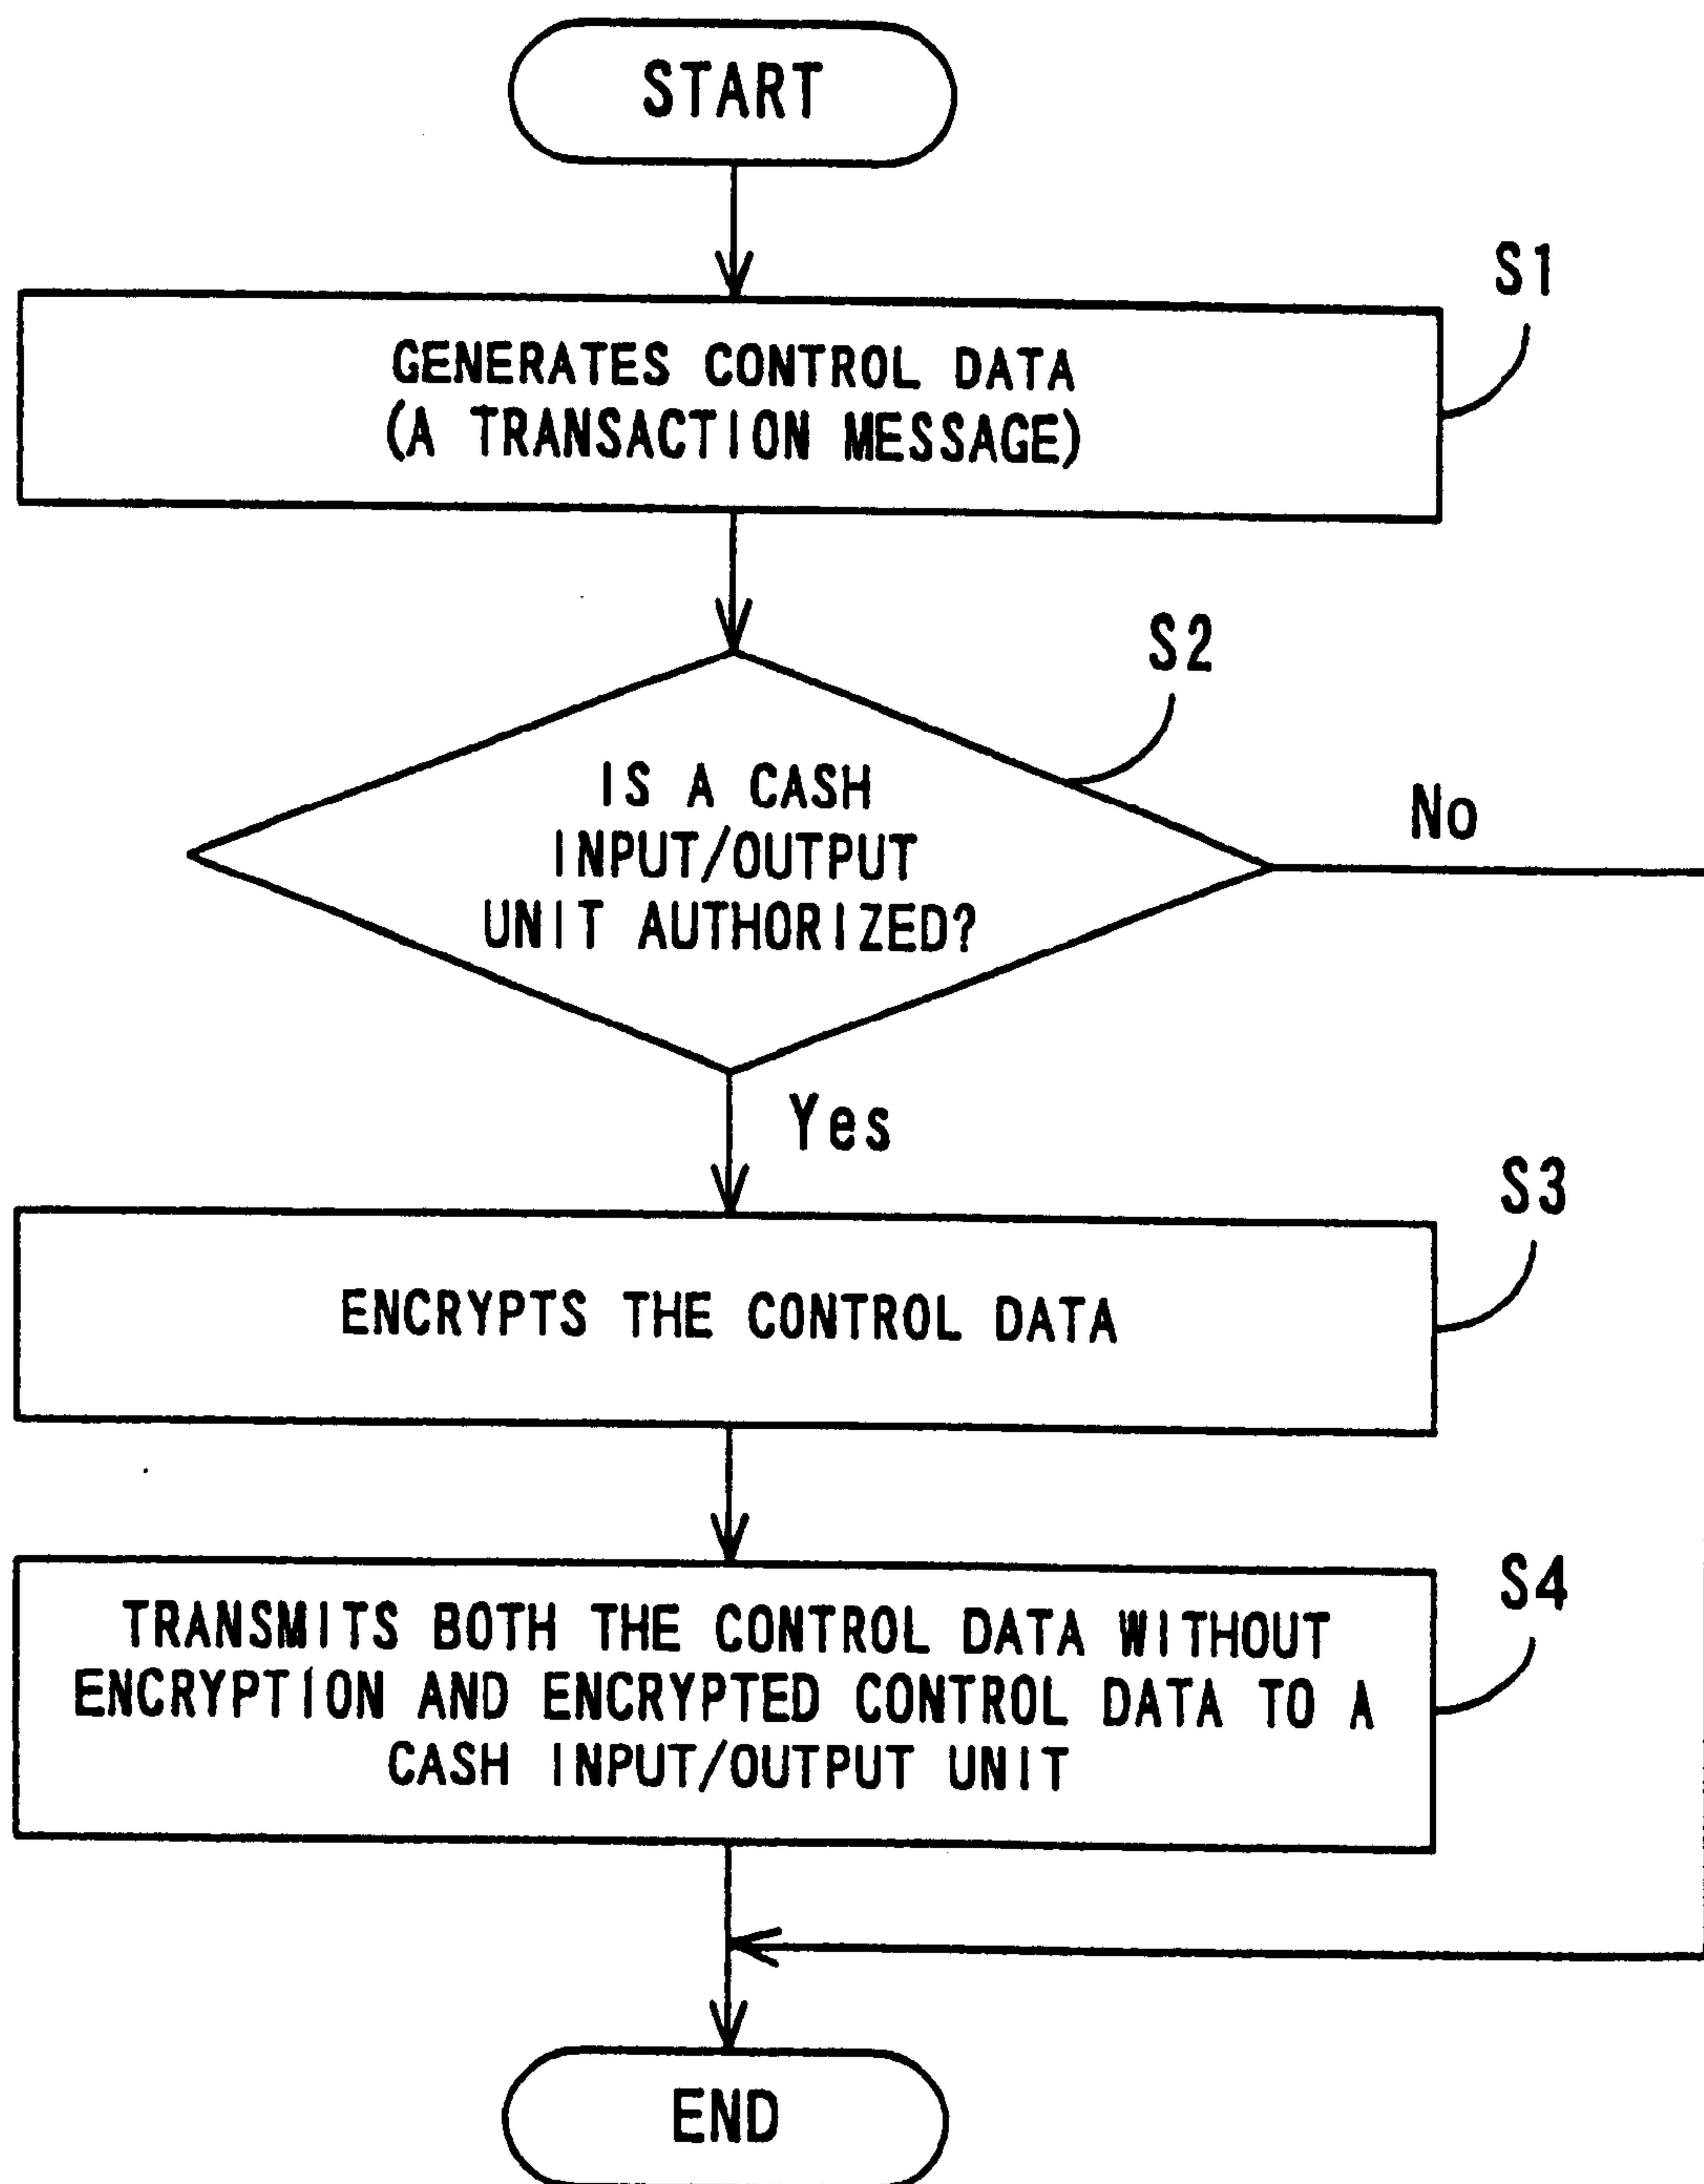 START
S1
GENERATES CONTROL DATA
(A TRANSACTION MESSAGE)
S2
IS A CASH
INPUT/OUTPUT
UNIT AUTHORIZED?
No
Yes
S3
ENCRYPTS THE CONTROL DATA
S4
TRANSMITS BOTH THE CONTROL DATA WITHOUT
ENCRYPTION AND ENCRYPTED CONTROL DATA TO A
CASH INPUT/OUTPUT UNIT
END